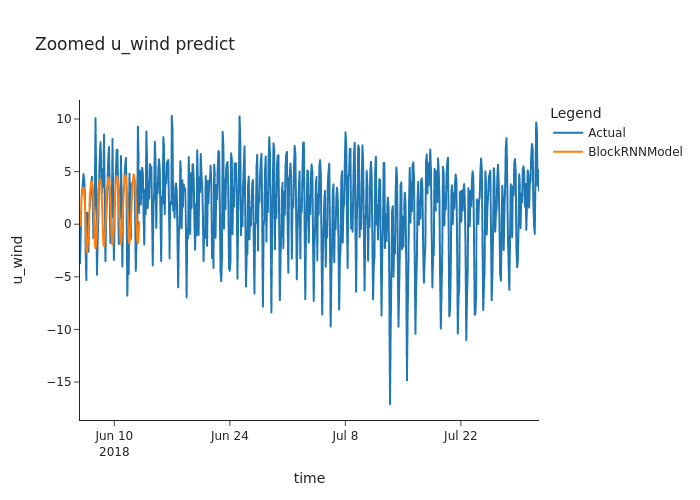 Zoomed u_wind predict
Legend
Actual
BlockRNNModel
10
5
0
−5
−10
−15
u_wind
Jun 10
2018
Jun 24
Jul 8
Jul 22
time